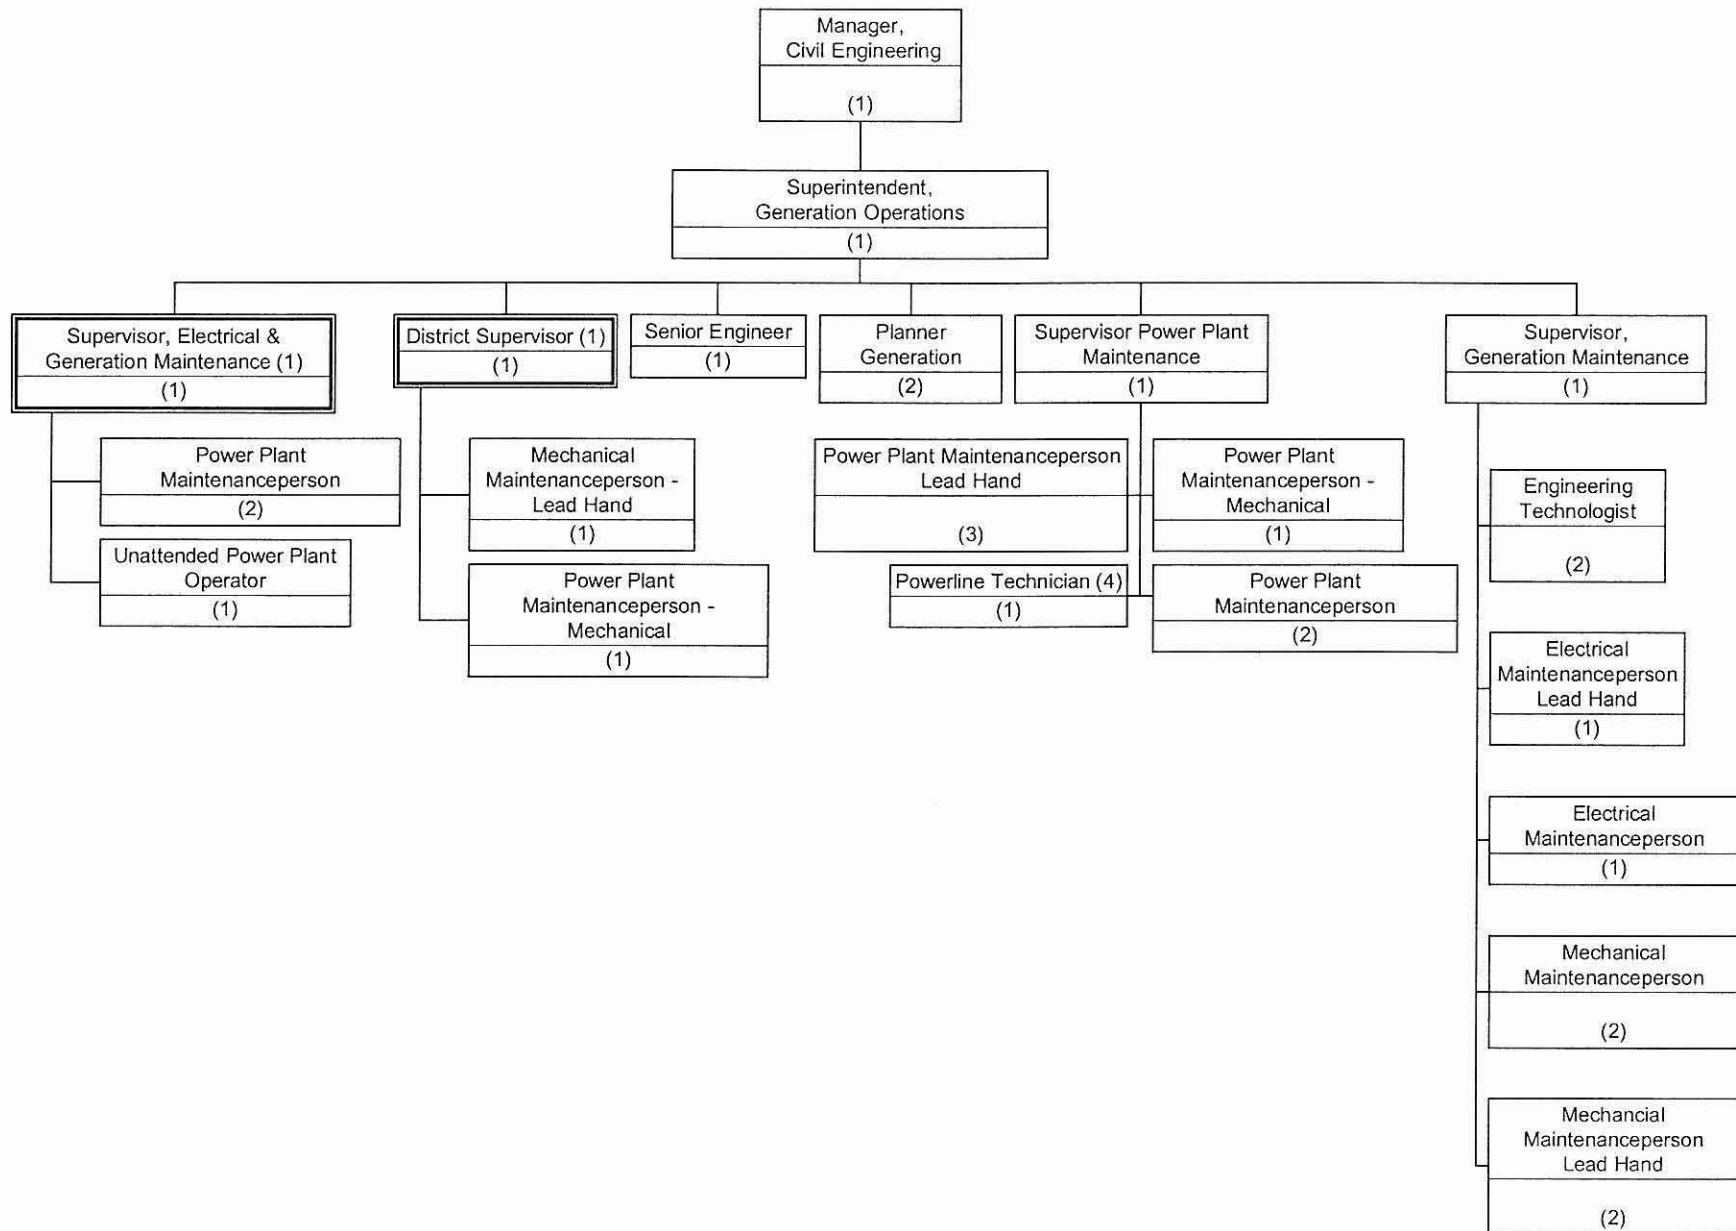 Manager,
Civil Engineering
(1)
Superintendent,
Generation Operations
(1)
Supervisor, Electrical &
Generation Maintenance (1)
(1)
District Supervisor (1)
(1)
Senior Engineer
(1)
Planner
Generation
(2)
Supervisor Power Plant
Maintenance
(1)
Supervisor,
Generation Maintenance
(1)
Power Plant
Maintenanceperson
(2)
Unattended Power Plant
Operator
(1)
Mechanical
Maintenanceperson -
Lead Hand
(1)
Power Plant
Maintenanceperson -
Mechanical
(1)
Power Plant Maintenanceperson
Lead Hand
(3)
Powerline Technician (4)
(1)
Power Plant
Maintenanceperson -
Mechanical
(1)
Power Plant
Maintenanceperson
(2)
Engineering
Technologist
(2)
Electrical
Maintenanceperson
Lead Hand
(1)
Electrical
Maintenanceperson
(1)
Mechanical
Maintenanceperson
(2)
Mechancial
Maintenanceperson
Lead Hand
(2)